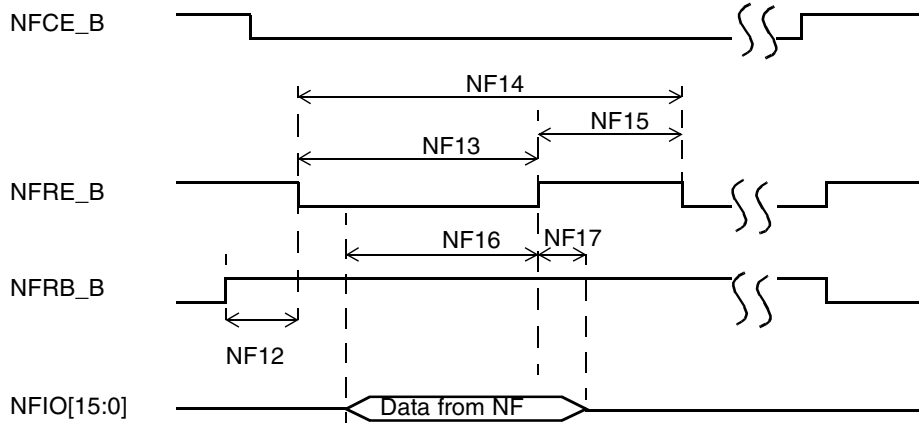 NFCE_B
NF14
NF15
NF13
NFRE_B
NF16
NF17
NFRB_B
NF12
NFIO[15:0]
Data from NF